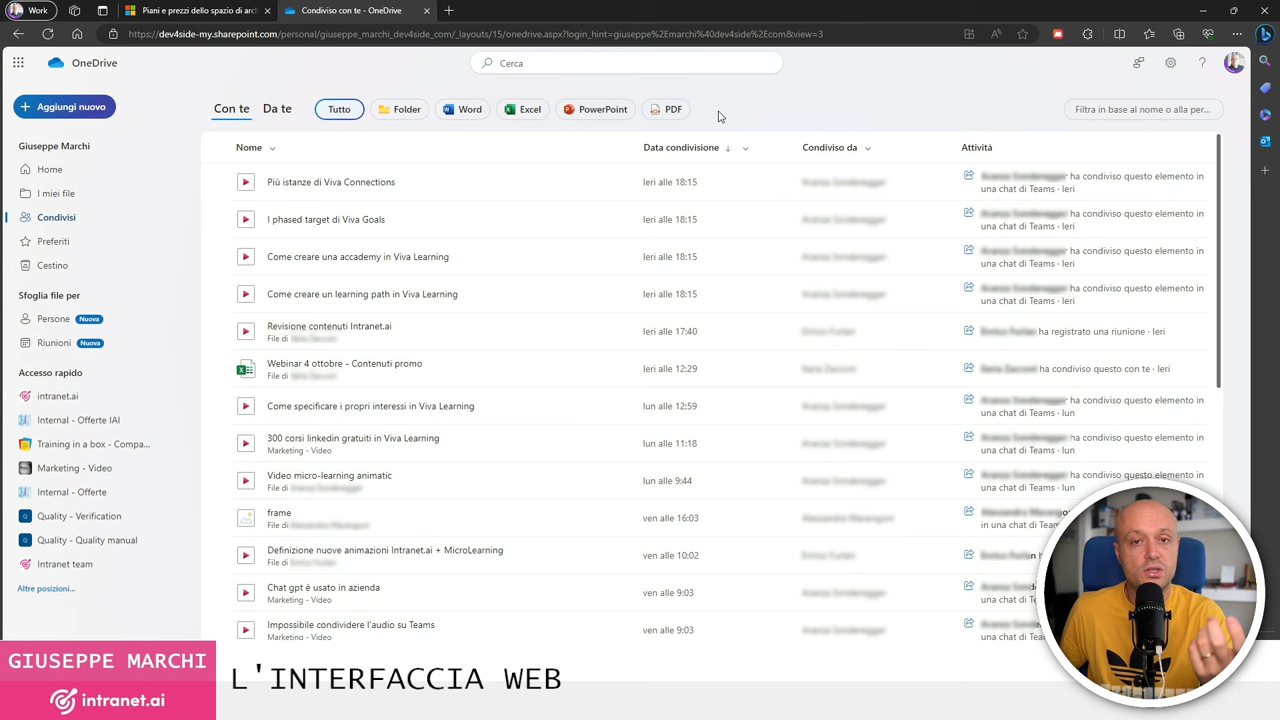 Work
Piani e prezzi dello spazio di arc
Condiviso con te - OneDrive
https://dev4side-my.sharepoint.com/personal/giuseppe_marchi_dev4side_com/_layouts/15/onedrive.aspx?login_hint=giuseppe%2Emarchi%40dev4side%2Ecom&view=3
OneDrive
Cerca
Aggiungi nuovo
Con te
Da te
Tutto
Folder
Word
Excel
PowerPoint
PDF
Filtra in base al nome o alla per...
Giuseppe Marchi
Home
I miei file
Condivisi
Preferiti
Cestino
Sfoglia file per
Persone Nuova
Riunioni Nuova
Accesso rapido
intranet.ai
Internal - Offerte IAI
Training in a box - Compa...
Marketing - Video
Internal - Offerte
Quality - Verification
Quality - Quality manual
Intranet team
Altre posizioni...
Nome Data condivisione Condiviso da Attività
Più istanze di Viva Connections Ieri alle 18:15 ha condiviso questo elemento in
una chat di Teams · Ieri
I phased target di Viva Goals Ieri alle 18:15 ha condiviso questo elemento in
una chat di Teams · Ieri
Come creare una accademy in Viva Learning Ieri alle 18:15 ha condiviso questo elemento in
una chat di Teams · Ieri
Come creare un learning path in Viva Learning Ieri alle 18:15 ha condiviso questo elemento in
una chat di Teams · Ieri
Revisione contenuti Intranet.ai Ieri alle 17:40 ha registrato una riunione · Ieri
File di
Webinar 4 ottobre - Contenuti promo Ieri alle 12:29 ha condiviso questo con te · Ieri
File di
Come specificare i propri interessi in Viva Learning lun alle 12:59 ha condiviso questo elemento in
una chat di Teams · lun
300 corsi linkedin gratuiti in Viva Learning lun alle 11:18 ha condiviso questo elemento in
Marketing - Video una chat di Teams · lun
Video micro-learning animatic lun alle 9:44 ha condiviso questo elemento in
File di una chat di Teams · lun
frame ven alle 16:03
File di in una chat di Team
Definizione nuove animazioni Intranet.ai + MicroLearning ven alle 10:02
File di
Chat gpt è usato in azienda ven alle 9:03
Marketing - Video una chat di Te
Impossibile condividere l'audio su Teams ven alle 9:03
Marketing - Video una chat di Teams
GIUSEPPE MARCHI
intranet.ai
L'INTERFACCIA WEB